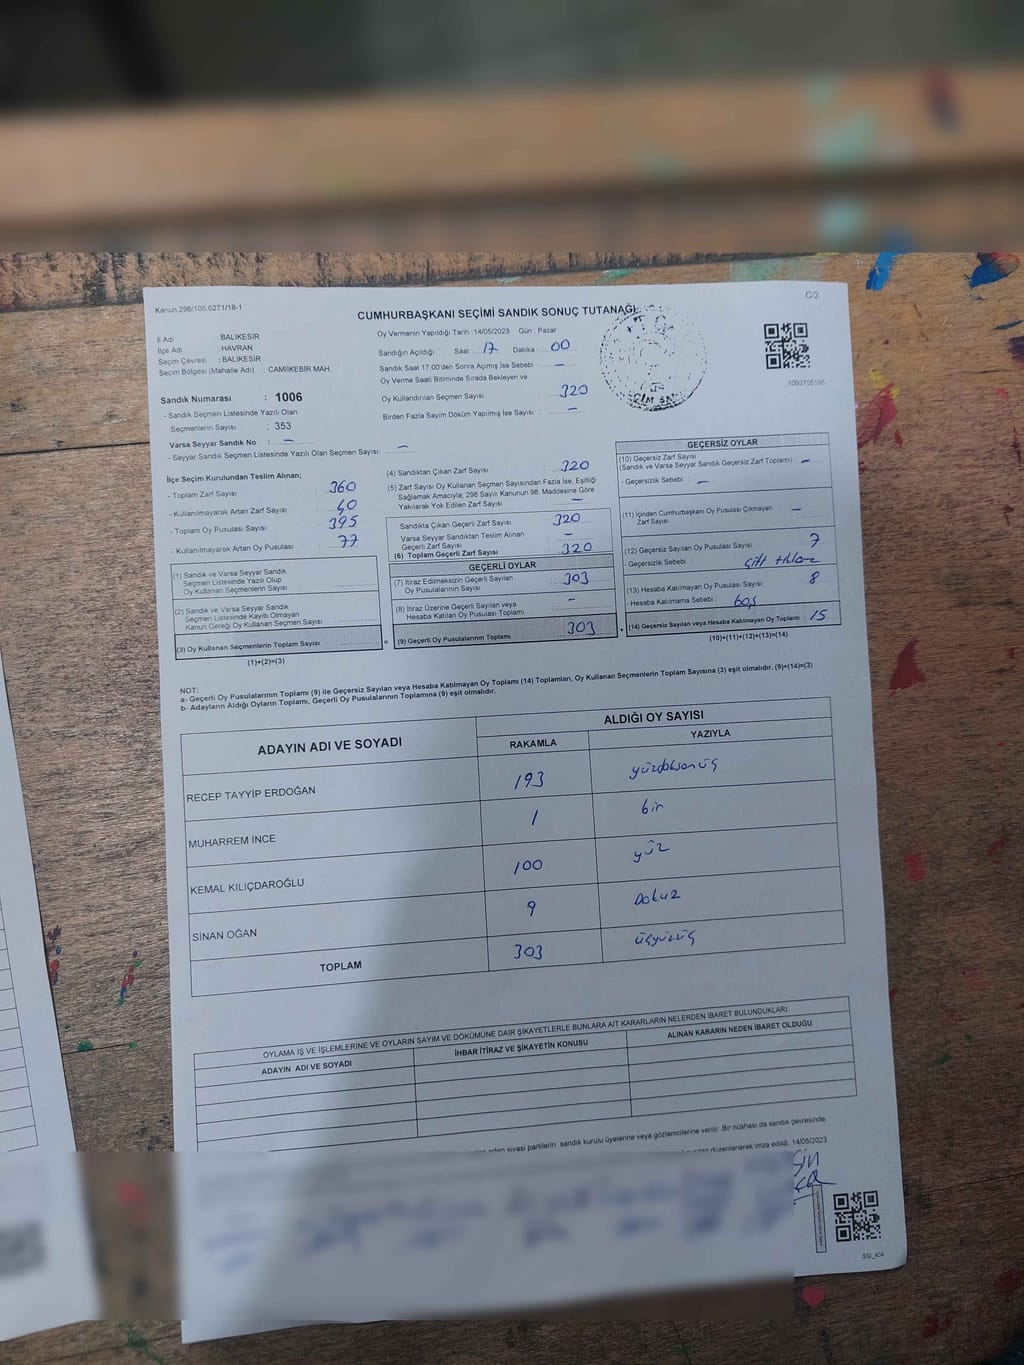 Kanun:298/105,6271/18-1
C/2
CUMHURBAŞKANI SEÇİMİ SANDIK SONUÇ TUTANAĞI
İl Adı BALIKESİR
İlçe Adı : HAVRAN
Seçim Çevresi : BALIKESİR
Seçim Bölgesi (Mahalle Adı) : CAMİİKEBİR MAH.
Oy Vermenin Yapıldığı Tarih :14/05/2023 Gün : Pazar
Sandığın Açıldığı Saat 17 Dakika 00
Sandık Saat 17:00'den Sonra Açmış İse Sebebi –
Oy Verme Saati Bitiminde Sırada Bekleyen ve
Oy Kullandırılan Seçmen Sayısı : 320
Birden Fazla Sayım Döküm Yapılmış İse Sayısı : –
1093705195
Sandık Numarası : 1006
- Sandık Seçmen Listesinde Yazılı Olan
Seçmenlerin Sayısı : 353
Varsa Seyyar Sandık No : –
- Seyyar Sandık Seçmen Listesinde Yazılı Olan Seçmen Sayısı: –
İlçe Seçim Kurulundan Teslim Alınan;
- Toplam Zarf Sayısı : 360
- Kullanılmayarak Artan Zarf Sayısı : 40
- Toplam Oy Pusulası Sayısı : 395
- Kullanılmayarak Artan Oy Pusulası : 77
(1) Sandık ve Varsa Seyyar Sandık
Seçmen Listesinde Yazılı Olup
Oy Kullanan Seçmenlerin Sayısı
(2) Sandık ve Varsa Seyyar Sandık
Seçmen Listesinde Kayıtlı Olmayan
Kanun Gereği Oy Kullanan Seçmen Sayısı
(3) Oy Kullanan Seçmenlerin Toplam Sayısı
(1)+(2)=(3)
(4) Sandıktan Çıkan Zarf Sayısı : 320
(5) Zarf Sayısı Oy Kullanan Seçmen Sayısından Fazla İse, Eşitliği
Sağlamak Amacıyla; 298 Sayılı Kanunun 98. Maddesine Göre
Yakılarak Yok Edilen Zarf Sayısı : –
Sandıkta Çıkan Geçerli Zarf Sayısı : 320
Varsa Seyyar Sandıktan Teslim Alınan
Geçerli Zarf Sayısı : –
(6) Toplam Geçerli Zarf Sayısı : 320
GEÇERLİ OYLAR
(7) İtiraz Edilmeksizin Geçerli Sayılan
Oy Pusulalarının Sayısı : 303
(8) İtiraz Üzerine Geçerli Sayılan veya
Hesaba Katılan Oy Pusulası Toplamı –
(9) Geçerli Oy Pusulalarının Toplamı : 303
GEÇERSİZ OYLAR
(10) Geçersiz Zarf Sayısı
(Sandık ve Varsa Seyyar Sandık Geçersiz Zarf Toplamı) –
- Geçersizlik Sebebi : –
(11) İçinden Cumhurbaşkanı Oy Pusulası Çıkmayan
Zarf Sayısı –
(12) Geçersiz Sayılan Oy Pusulası Sayısı 7
- Geçersizlik Sebebi : çift tıklama
(13) Hesaba Katılmayan Oy Pusulası Sayısı 8
- Hesaba Katılmama Sebebi : boş
(14) Geçersiz Sayılan veya Hesaba Katılmayan Oy Toplamı 15
(10)+(11)+(12)+(13)=(14)
NOT:
a- Geçerli Oy Pusulalarının Toplamı (9) ile Geçersiz Sayılan veya Hesaba Katılmayan Oy Toplamı (14) Toplamları, Oy Kullanan Seçmenlerin Toplam Sayısına (3) eşit olmalıdır. (9)+(14)=(3)
b- Adayların Aldığı Oyların Toplamı, Geçerli Oy Pusulalarının Toplamına (9) eşit olmalıdır.
ADAYIN ADI VE SOYADI ALDIĞI OY SAYISI
RAKAMLA YAZIYLA
RECEP TAYYİP ERDOĞAN 193 yüzdoksanüç
MUHARREM İNCE 1 bir
KEMAL KILIÇDAROĞLU 100 yüz
SİNAN OĞAN 9 Dokuz
TOPLAM 303 üçyüzüç
OYLAMA İŞ VE İŞLEMLERİNE VE OYLARIN SAYIM VE DÖKÜMÜNE DAİR ŞİKAYETLERLE BUNLARA AİT KARARLARIN NELERDEN İBARET BULUNDUKLARI
ADAYIN ADI VE SOYADI İHBAR İTİRAZ VE ŞİKAYETİN KONUSU ALINAN KARARIN NEDEN İBARET OLDUĞU
eden siyasi partilerin sandık kurulu üyelerine veya gözlemcilerine verilir. Bir nüshası da sandık çevresinde
düzenlenerek imza edildi. 14/05/2023
SSI_404